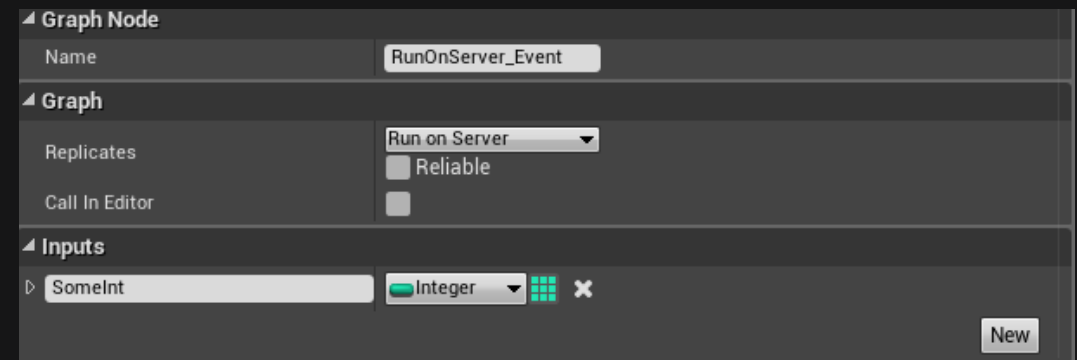 Graph Node
Name RunOnServer_Event
Graph
Replicates Run on Server
Reliable
Call In Editor
Inputs
SomeInt Integer
New